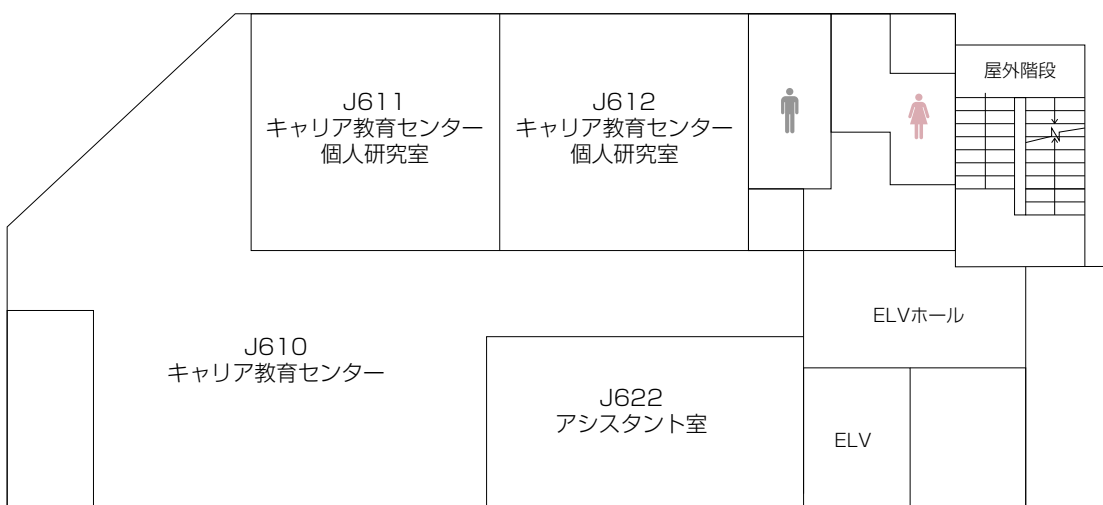 J611
キャリア教育センター
個人研究室
J612
キャリア教育センター
個人研究室
屋外階段
J610
キャリア教育センター
J622
アシスタント室
ELVホール
ELV